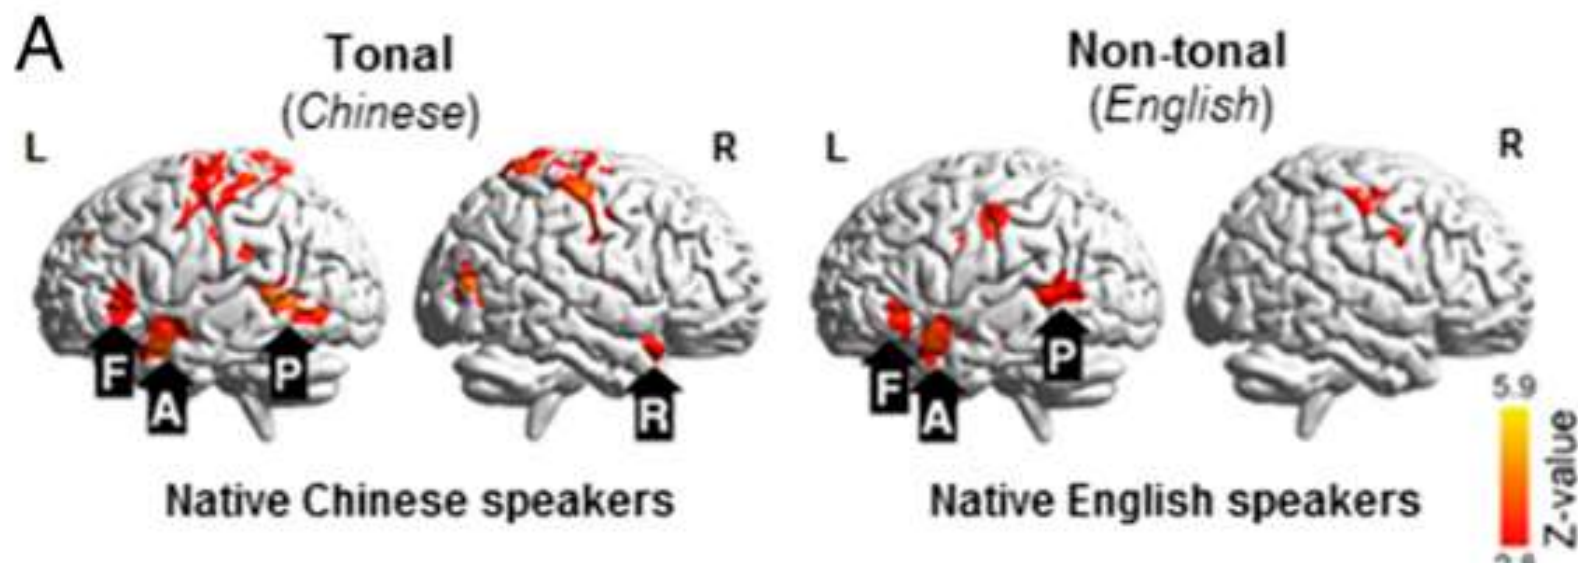 A
Tonal
(Chinese)
Non-tonal
(English)
L
R
L
R
F
A
P
R
F
A
P
5.9
Z-value
Native Chinese speakers
Native English speakers